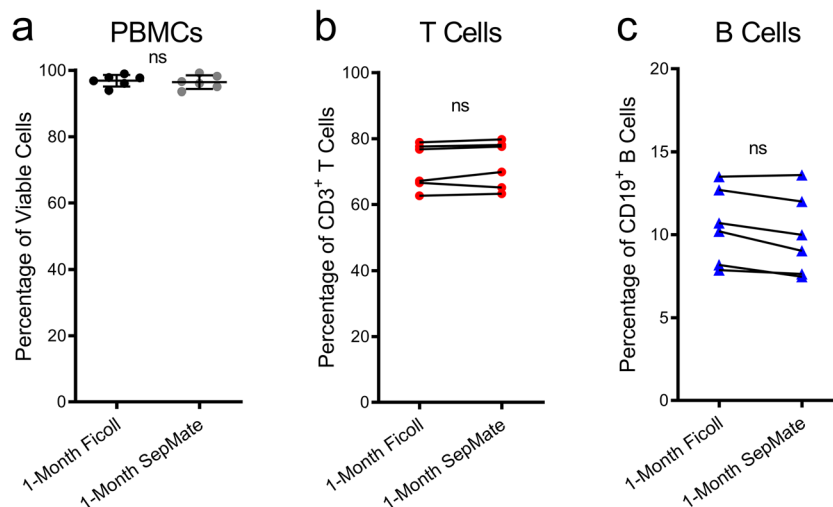 a
PBMCs
ns
Percentage of Viable Cells
100
80
60
40
20
0
1-Month Ficoll
1-Month SepMate
b
T Cells
ns
Percentage of CD3+ T Cells
100
80
60
40
20
0
1-Month Ficoll
1-Month SepMate
c
B Cells
ns
Percentage of CD19+ B Cells
20
15
10
5
0
1-Month Ficoll
1-Month SepMate